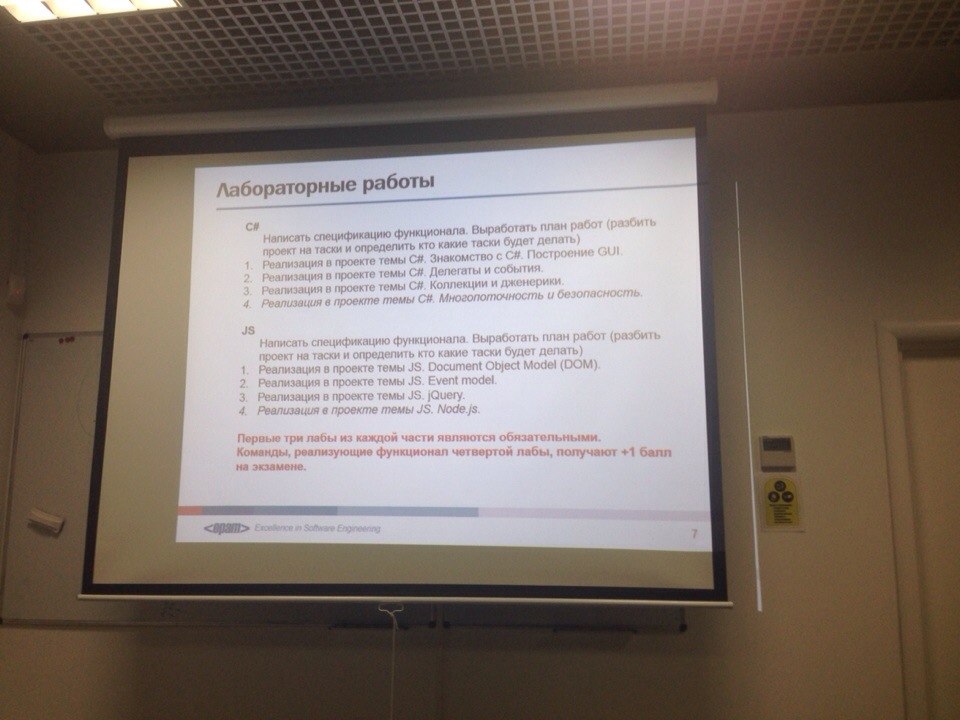 Лабораторные работы
C#
Написать спецификацию функционала. Выработать план работ (разбить
проект на таски и определить кто какие таски будет делать)
1. Реализация в проекте темы C#. Знакомство с C#. Построение GUI.
2. Реализация в проекте темы C#. Делегаты и события.
3. Реализация в проекте темы C#. Коллекции и дженерики.
4. Реализация в проекте темы C#. Многопоточность и безопасность.
JS
Написать спецификацию функционала. Выработать план работ (разбить
проект на таски и определить кто какие таски будет делать)
1. Реализация в проекте темы JS. Document Object Model (DOM).
2. Реализация в проекте темы JS. Event model.
3. Реализация в проекте темы JS. jQuery.
4. Реализация в проекте темы JS. Node.js.
Первые три лабы из каждой части являются обязательными.
Команды, реализующие функционал четвертой лабы, получают +1 балл
на экзамене.
<epam> Excellence in Software Engineering
7